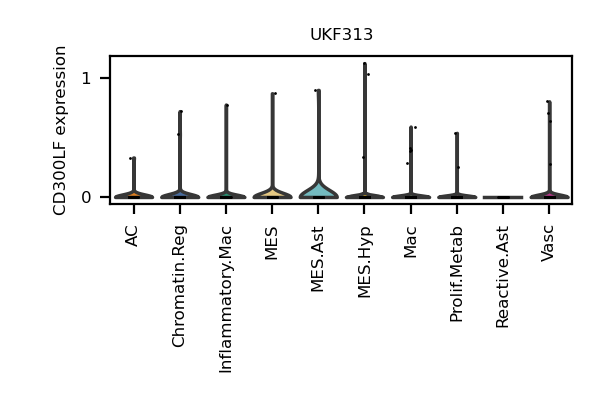 UKF313
CD300LF expression
1
0
AC
Chromatin.Reg
Inflammatory.Mac
MES
MES.Ast
MES.Hyp
Mac
Prolif.Metab
Reactive.Ast
Vasc